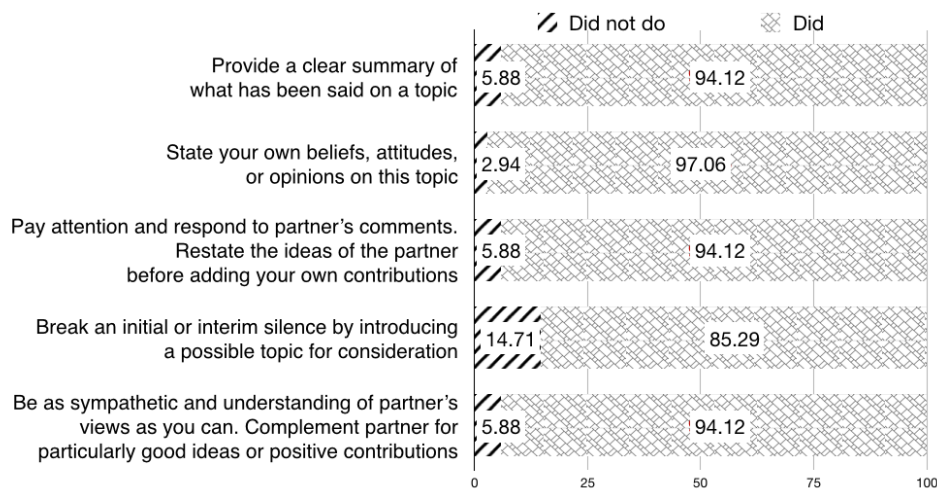 Did not do Did
Provide a clear summary of
what has been said on a topic
5.88 94.12
State your own beliefs, attitudes,
or opinions on this topic
2.94 97.06
Pay attention and respond to partner's comments.
Restate the ideas of the partner
before adding your own contributions
5.88 94.12
Break an initial or interim silence by introducing
a possible topic for consideration
14.71 85.29
Be as sympathetic and understanding of partner's
views as you can. Complement partner for
particularly good ideas or positive contributions
5.88 94.12
0 25 50 75 100